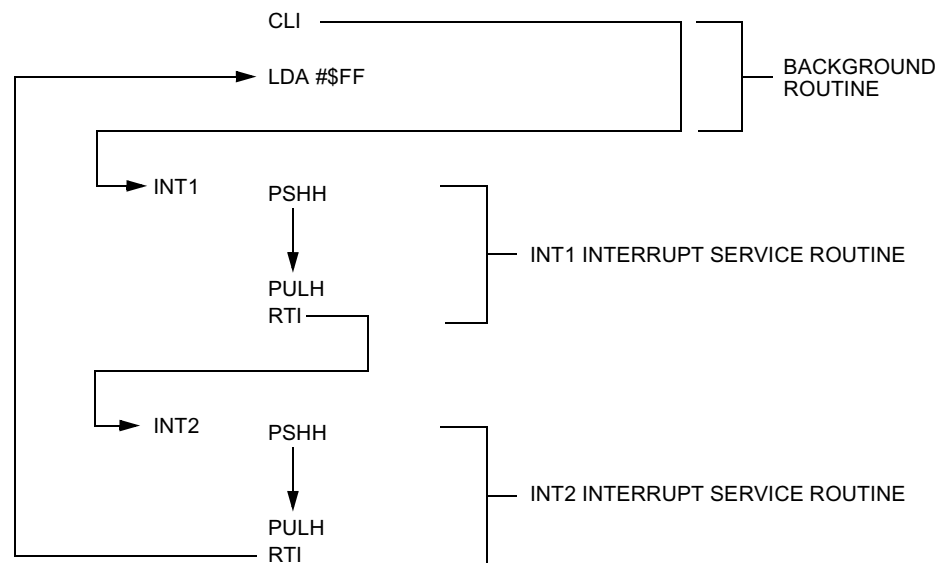 CLI
LDA #$FF
BACKGROUND
ROUTINE
INT1
PSHH
INT1 INTERRUPT SERVICE ROUTINE
PULH
RTI
INT2
PSHH
INT2 INTERRUPT SERVICE ROUTINE
PULH
RTI